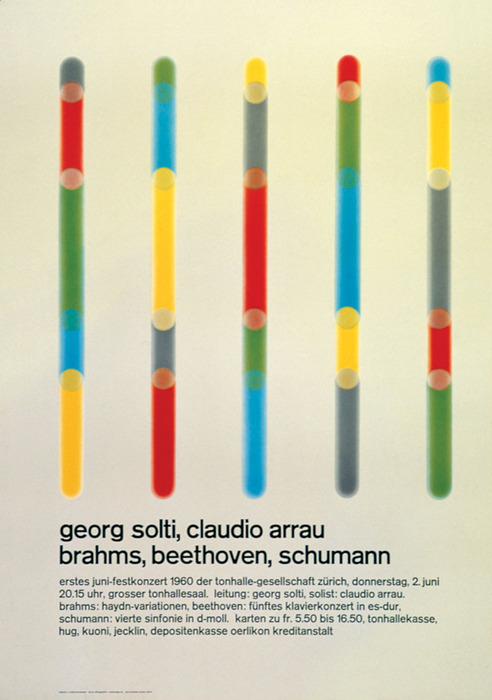 georg solti, claudio arrau
brahms, beethoven, schumann
erstes juni-festkonzert 1960 der tonhalle-gesellschaft zürich, donnerstag, 2. juni
20.15 uhr, grosser tonhallesaal. leitung: georg solti, solist: claudio arrau.
brahms: haydn-variationen, beethoven: fünftes klavierkonzert in es-dur,
schumann: vierte sinfonie in d-moll. karten zu fr. 5.50 bis 16.50, tonhallekasse,
hug, kuoni, jecklin, depositenkasse oerlikon kreditanstalt